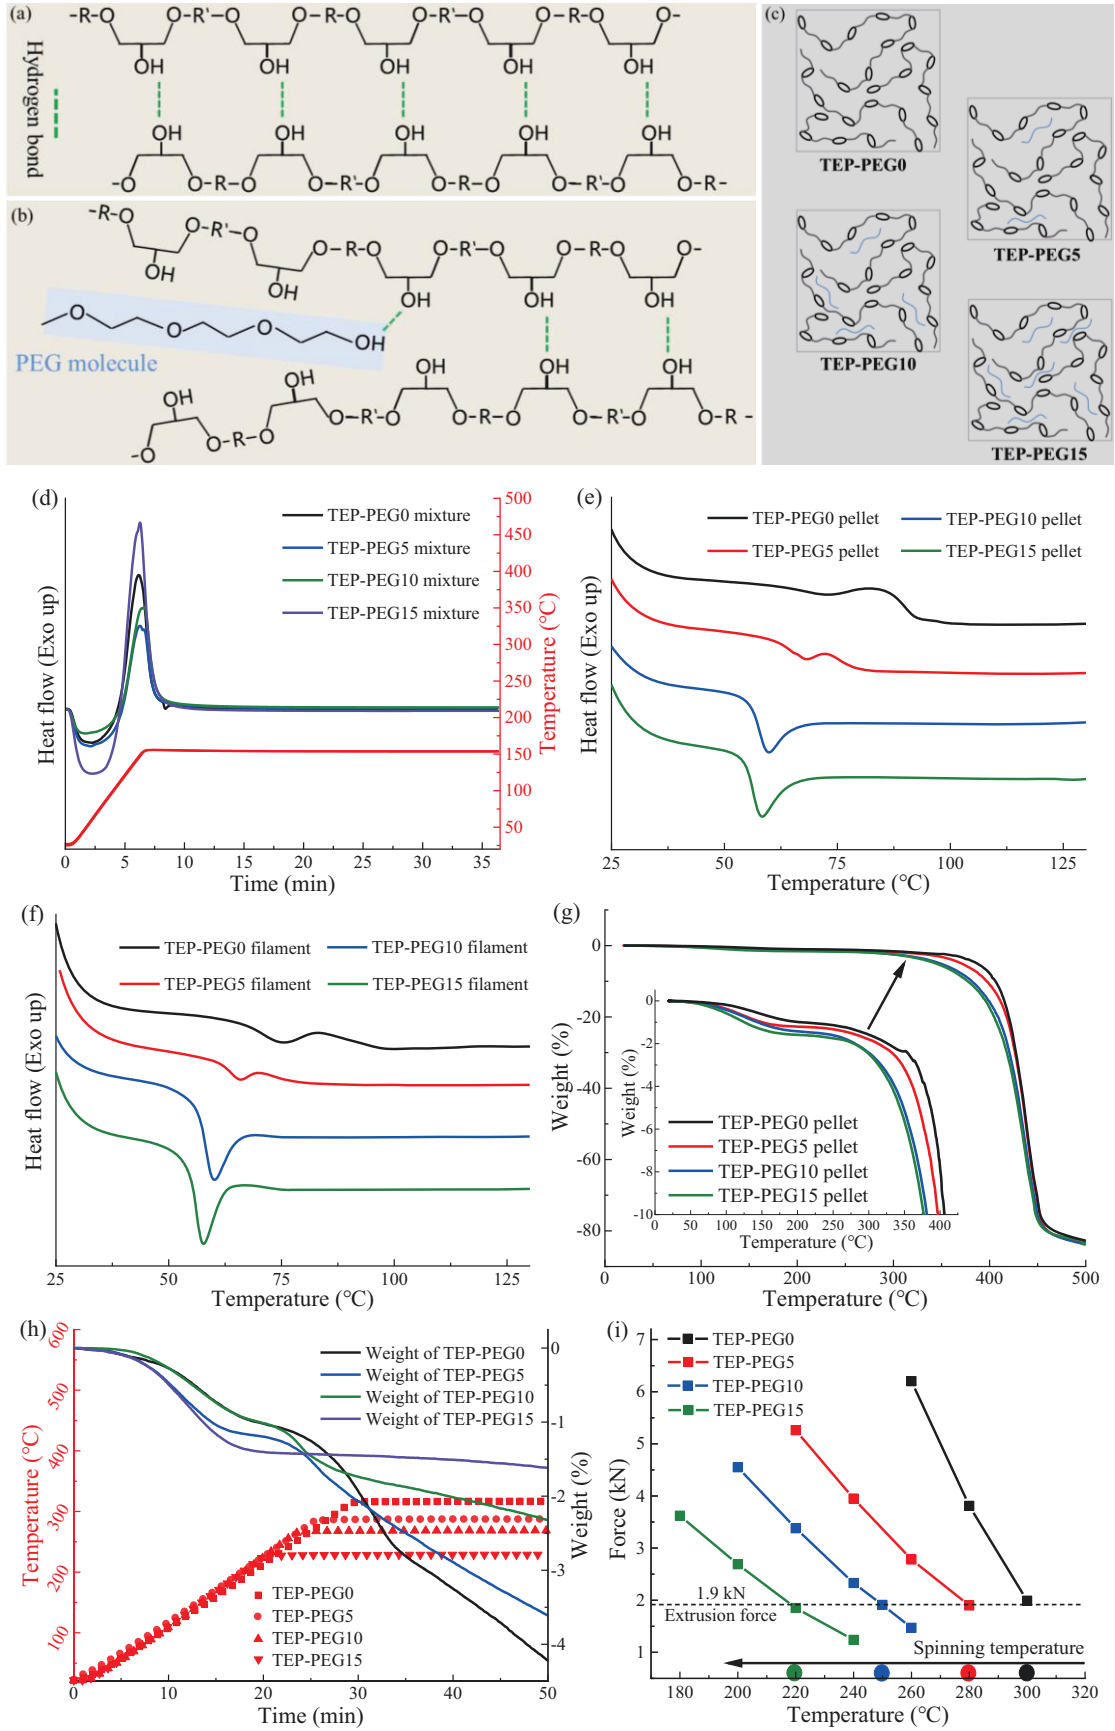 (a)
-R-O O-R'-O O-R-O O-R'-O O-R-O O-
OH OH OH OH OH
Hydrogen bond
OH OH OH OH OH
-O O-R-O O-R'-O O-R-O O-R'-O O-R-
(b)
-R-O O-R'-O O-R-O O-R'-O O-R-O O-
OH OH OH OH OH
O O O OH
PEG molecule
OH OH OH OH OH
-O O-R-O O-R'-O O-R-O O-R'-O O-R-
(c)
TEP-PEG0
TEP-PEG5
TEP-PEG10
TEP-PEG15
(d)
TEP-PEG0 mixture
TEP-PEG5 mixture
TEP-PEG10 mixture
TEP-PEG15 mixture
Heat flow (Exo up)
500
450
400
350
300
250
200
150
100
50
Temperature (°C)
0 5 10 15 20 25 30 35
Time (min)
(e)
TEP-PEG0 pellet TEP-PEG10 pellet
TEP-PEG5 pellet TEP-PEG15 pellet
Heat flow (Exo up)
25 50 75 100 125
Temperature (°C)
(f)
TEP-PEG0 filament TEP-PEG10 filament
TEP-PEG5 filament TEP-PEG15 filament
Heat flow (Exo up)
25 50 75 100 125
Temperature (°C)
(g)
0
-20
-40
-60
-80
Weight (%)
0
-2
-4
-6
-8
-10
Weight (%)
TEP-PEG0 pellet
TEP-PEG5 pellet
TEP-PEG10 pellet
TEP-PEG15 pellet
0 50 100 150 200 250 300 350 400
Temperature (°C)
0 100 200 300 400 500
Temperature (°C)
(h)
600
500
400
300
200
100
Temperature (°C)
Weight of TEP-PEG0
Weight of TEP-PEG5
Weight of TEP-PEG10
Weight of TEP-PEG15
0
-1
-2
-3
-4
Weight (%)
TEP-PEG0
TEP-PEG5
TEP-PEG10
TEP-PEG15
0 10 20 30 40 50
Time (min)
(i)
7
6
5
4
3
2
1
Force (kN)
TEP-PEG0
TEP-PEG5
TEP-PEG10
TEP-PEG15
1.9 kN
Extrusion force
Spinning temperature
180 200 220 240 260 280 300 320
Temperature (°C)